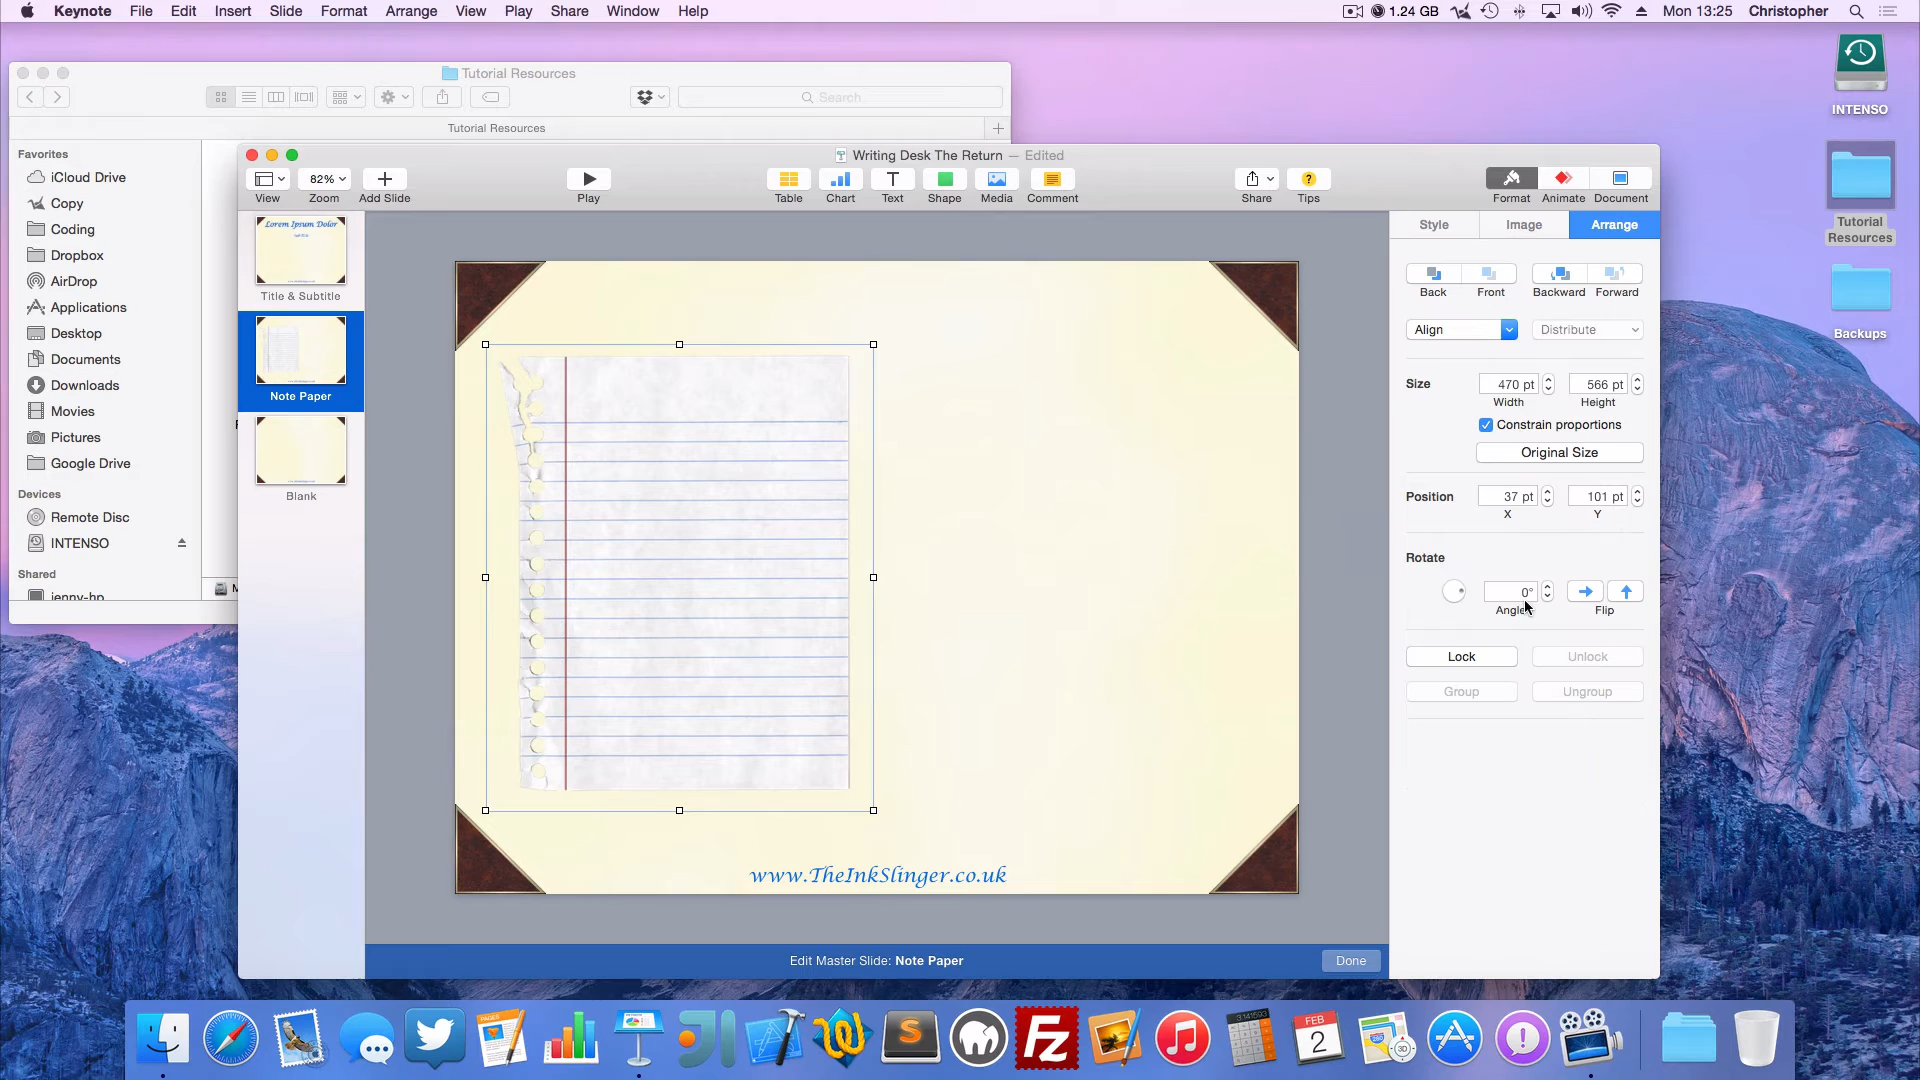 Keynote File Edit Insert Slide Format Arrange View Play Share Window Help
1.24 GB Mon 13:25 Christopher
Tutorial Resources
Search
Tutorial Resources
Favorites
iCloud Drive
Copy
Coding
Dropbox
AirDrop
Applications
Desktop
Documents
Downloads
Movies
Pictures
Google Drive
Devices
Remote Disc
INTENSO
Shared
jenny-hp
Writing Desk The Return — Edited
82%
View Zoom Add Slide Play Table Chart Text Shape Media Comment Share Tips Format Animate Document
Lorem Ipsum Dolor
Title & Subtitle
Note Paper
Blank
www.TheInkSlinger.co.uk
Edit Master Slide: Note Paper
Done
Style Image Arrange
Back Front Backward Forward
Align Distribute
Size 470 pt 566 pt
Width Height
Constrain proportions
Original Size
Position 37 pt 101 pt
X Y
Rotate
0°
Angle Flip
Lock Unlock
Group Ungroup
INTENSO
Tutorial
Resources
Backups
FEB
2